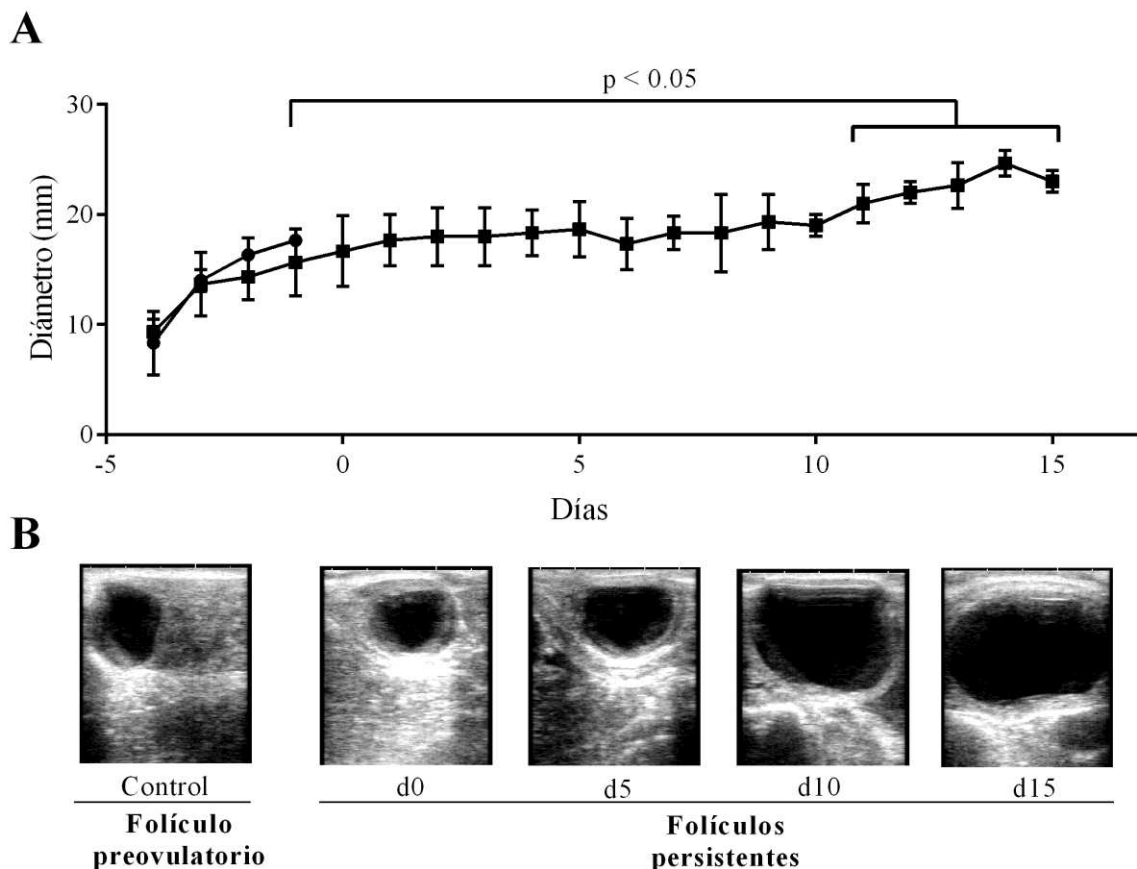 A
p < 0.05
Diámetro (mm)
30
20
10
0
-5
0
5
10
15
Días
B
Control
d0
d5
d10
d15
Folículo
preovulatorio
Folículos
persistentes